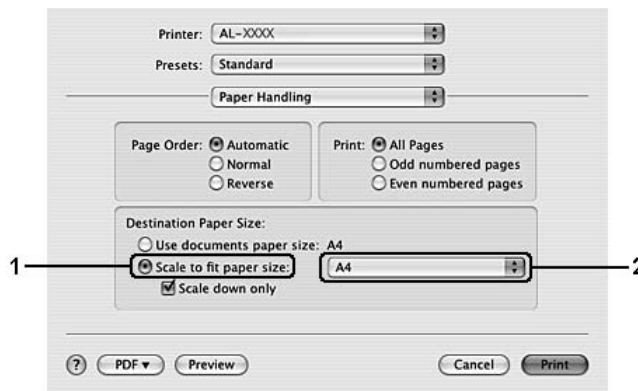 Printer: AL-XXXX
Presets: Standard
Paper Handling
Page Order: Automatic
Normal
Reverse
Print: All Pages
Odd numbered pages
Even numbered pages
Destination Paper Size:
Use documents paper size: A4
1 Scale to fit paper size: A4 2
Scale down only
? PDF ▼ Preview Cancel Print